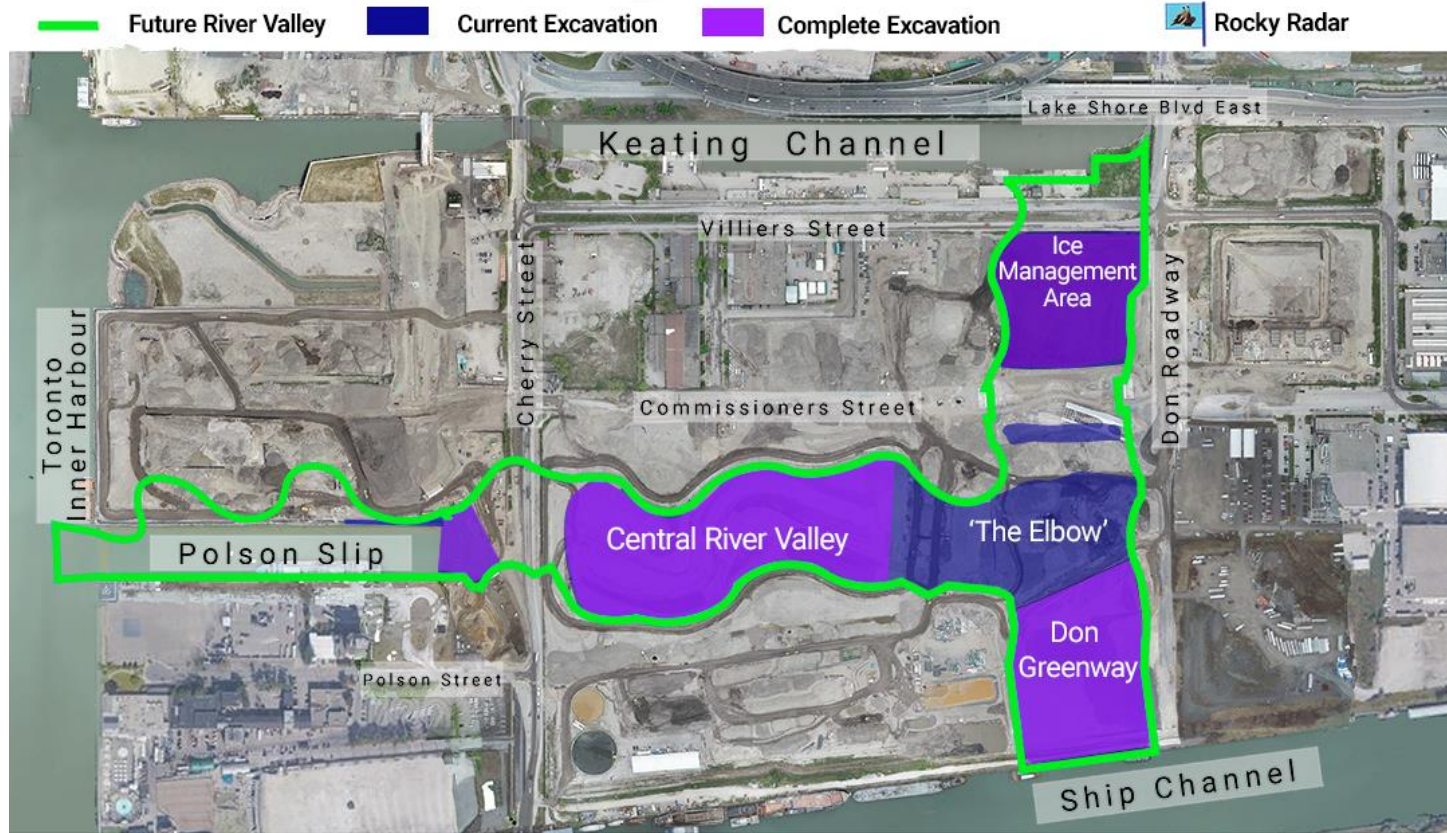 Future River Valley
Current Excavation
Complete Excavation
Rocky Radar
Lake Shore Blvd East
Keating Channel
Villiers Street
Ice
Management
Area
Cherry Street
Don Roadway
Toronto
Inner Harbour
Commissioners Street
Central River Valley
'The Elbow'
Polson Slip
Don
Greenway
Polson Street
Ship Channel